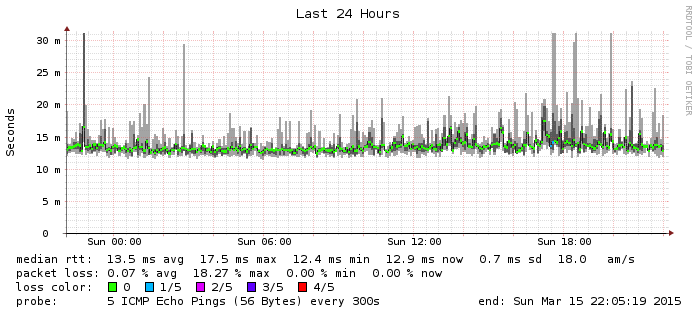 Last 24 Hours
RRDTOOL / TOBI OETIKER
Seconds
30 m
25 m
20 m
15 m
10 m
5 m
0
Sun 00:00 Sun 06:00 Sun 12:00 Sun 18:00
median rtt: 13.5 ms avg 17.5 ms max 12.4 ms min 12.9 ms now 0.7 ms sd 18.0 am/s
packet loss: 0.07 % avg 18.27 % max 0.00 % min 0.00 % now
loss color: 0 1/5 2/5 3/5 4/5
probe: 5 ICMP Echo Pings (56 Bytes) every 300s end: Sun Mar 15 22:05:19 2015